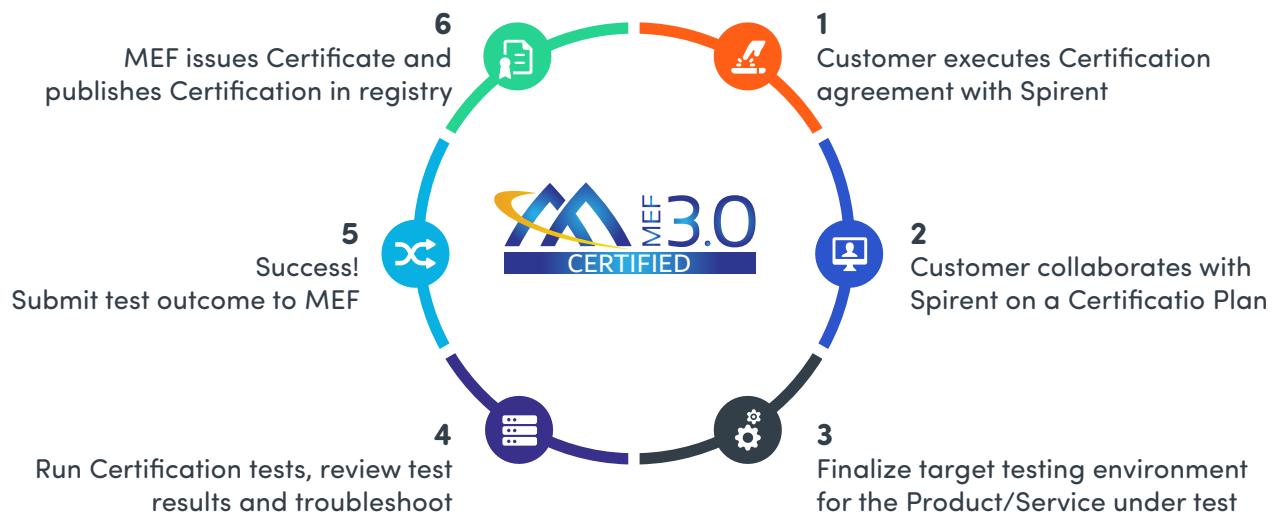 1
Customer executes Certification
agreement with Spirent
2
Customer collaborates with
Spirent on a Certificatio Plan
3
Finalize target testing environment
for the Product/Service under test
4
Run Certification tests, review test
results and troubleshoot
5
Success!
Submit test outcome to MEF
6
MEF issues Certificate and
publishes Certification in registry
MEF 3.0
CERTIFIED